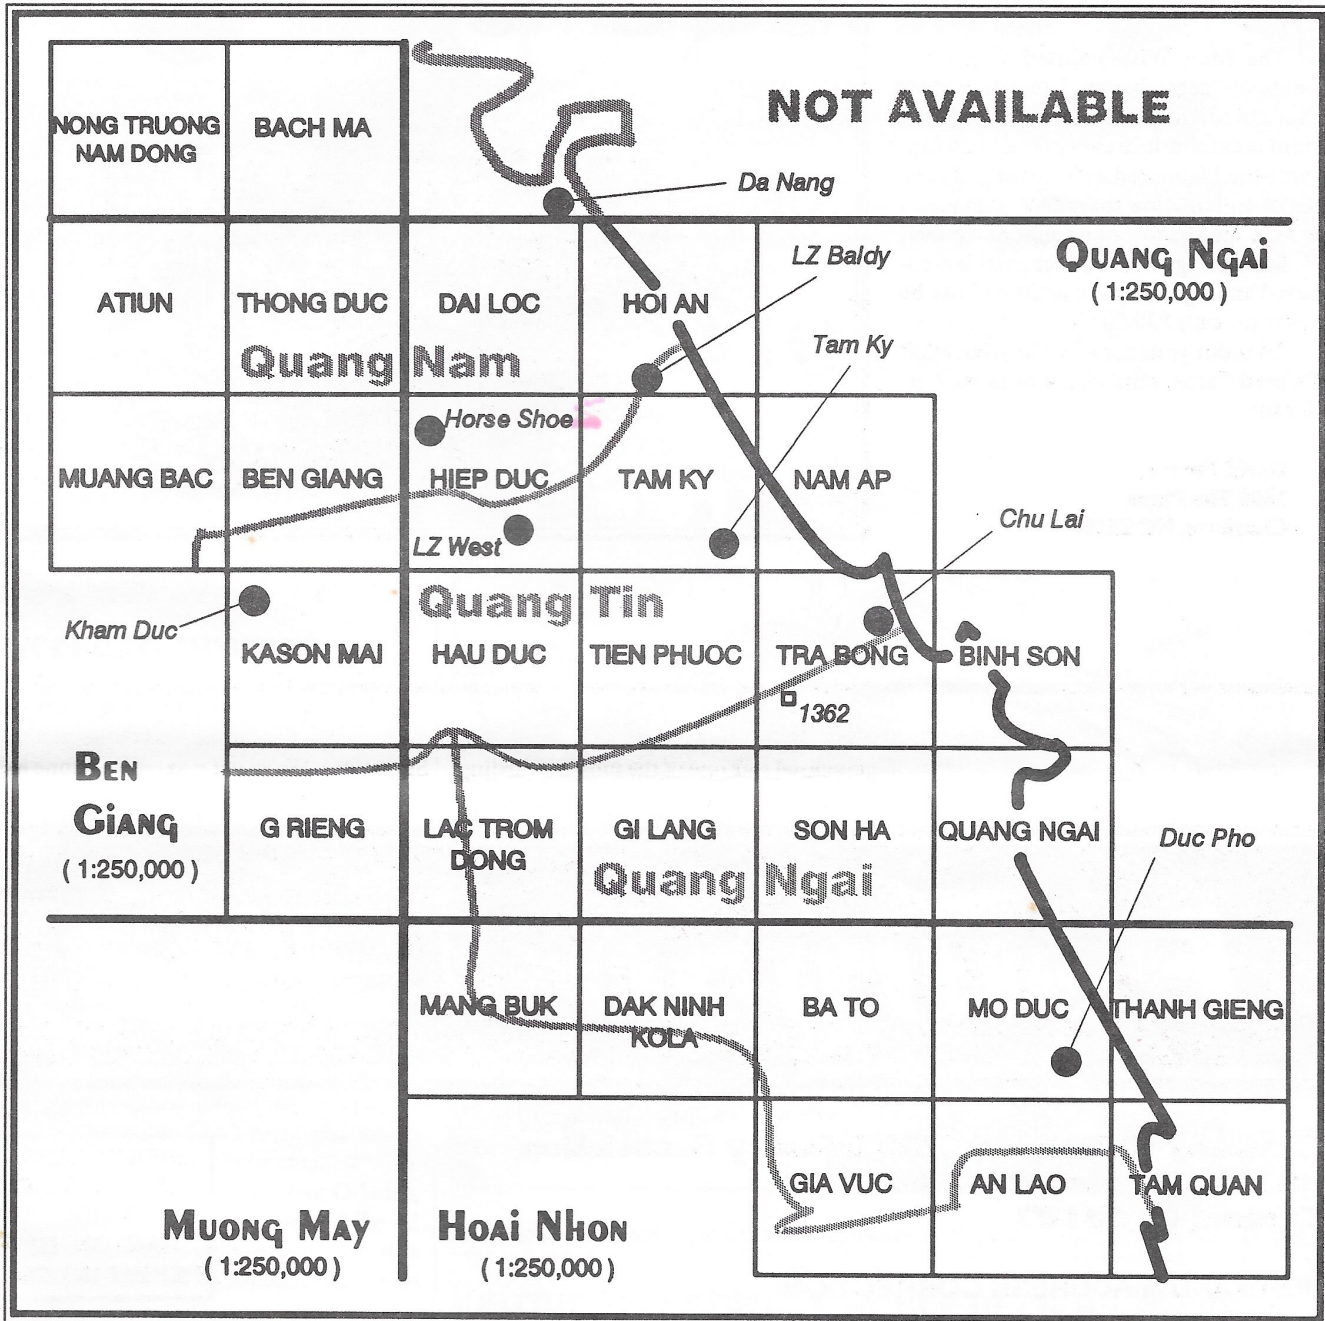 NOT AVAILABLE
NONG TRUONG
NAM DONG
BACH MA
Da Nang
LZ Baldy
QUANG NGAI
( 1:250,000 )
ATIUN
THONG DUC
DAI LOC
HOI AN
Tam Ky
Quang Nam
Horse Shoe
MUANG BAC
BEN GIANG
HIEP DUC
TAM KY
NAM AP
Chu Lai
LZ West
Quang Tin
Kham Duc
KASON MAI
HAU DUC
TIEN PHUOC
TRA BONG
BINH SON
1362
BEN
GIANG
( 1:250,000 )
G RIENG
LAC TROM
DONG
GI LANG
SON HA
QUANG NGAI
Duc Pho
Quang Ngai
MANG BUK
DAK NINH
KOLA
BA TO
MO DUC
THANH GIENG
GIA VUC
AN LAO
TAM QUAN
MUONG MAY
( 1:250,000 )
HOAI NHON
( 1:250,000 )